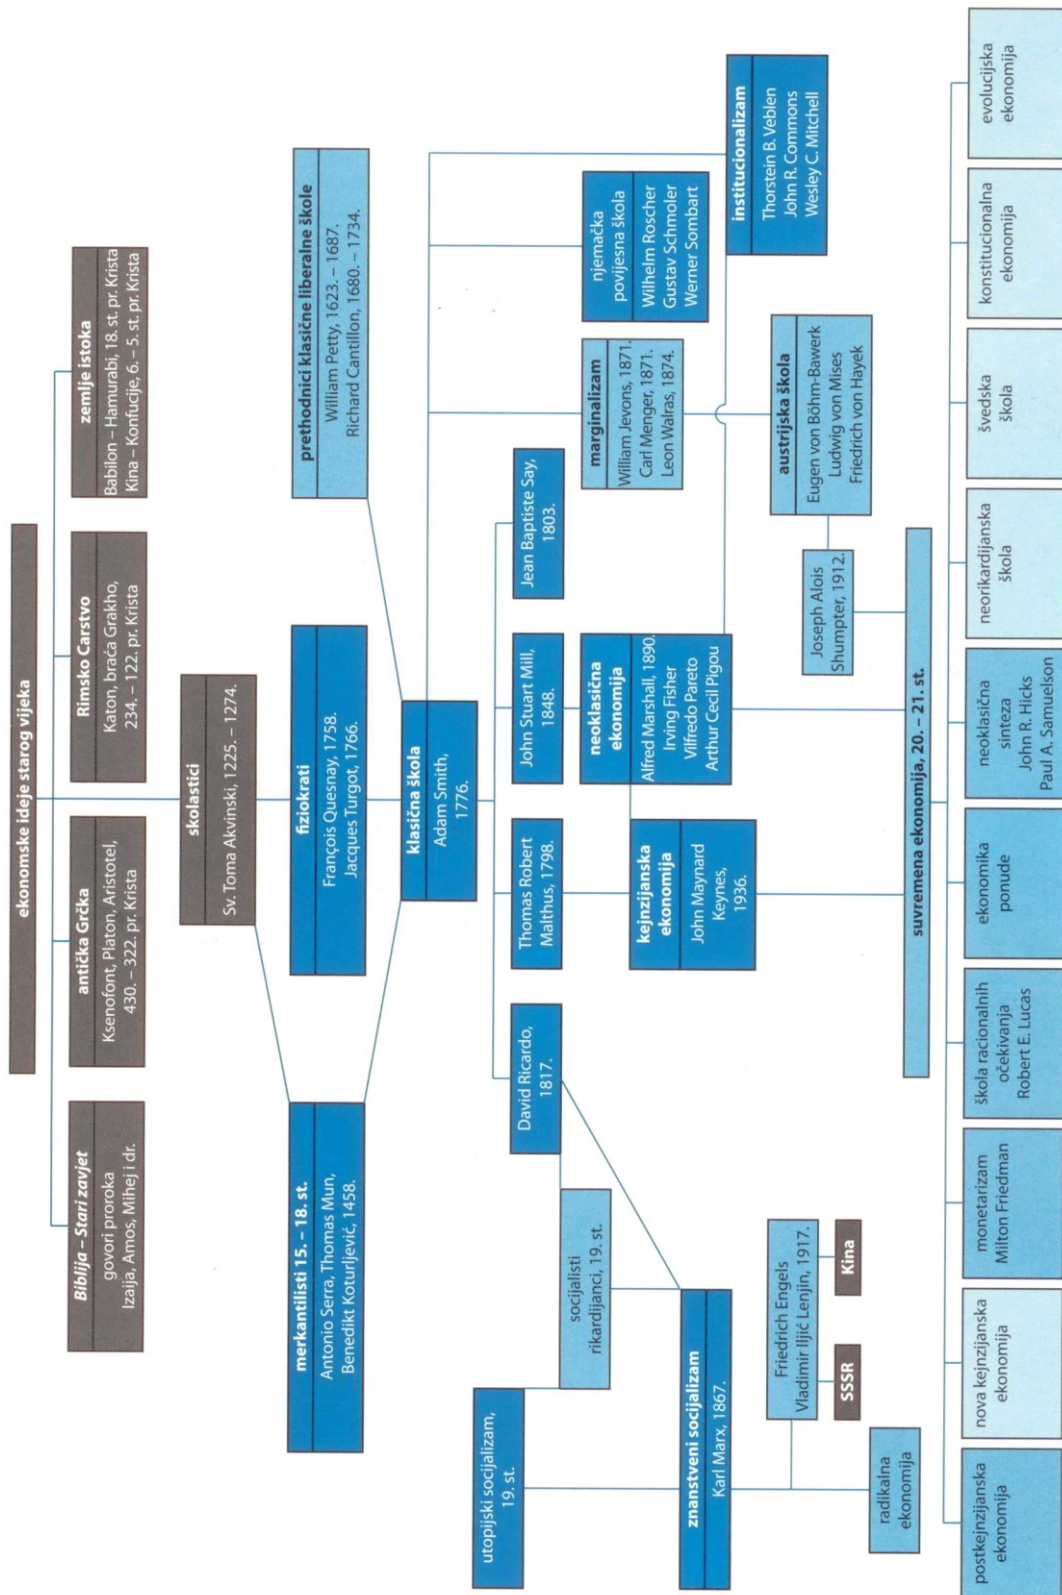 ekonomske ideje starog vijeka
Biblija – Stari zavjet
govori proroka
Izaija, Amos, Mihej i dr.
antička Grčka
Ksenofont, Platon, Aristotel,
430. – 322. pr. Krista
Rimsko Carstvo
Katon, braća Grakho,
234. – 122. pr. Krista
zemlje istoka
Babilon – Hamurabi, 18. st. pr. Krista
Kina – Konfucije, 6. – 5. st. pr. Krista
skolastici
Sv. Toma Akvinski, 1225. – 1274.
merkantilisti 15. – 18. st.
Antonio Serra, Thomas Mun,
Benedikt Koturljević, 1458.
fiziokrati
François Quesnay, 1758.
Jacques Turgot, 1766.
prethodnici klasične liberalne škole
William Petty, 1623. – 1687.
Richard Cantillon, 1680. – 1734.
klasična škola
Adam Smith,
1776.
utopijski socijalizam,
19. st.
David Ricardo,
1817.
Thomas Robert
Malthus, 1798.
John Stuart Mill,
1848.
Jean Baptiste Say,
1803.
socijalisti
rikardijanci, 19. st.
marginalizam
William Jevons, 1871.
Carl Menger, 1871.
Leon Walras, 1874.
njemačka
povijesna škola
Wilhelm Roscher
Gustav Schmoler
Werner Sombart
institucionalizam
Thorstein B. Veblen
John R. Commons
Wesley C. Mitchell
znanstveni socijalizam
Karl Marx, 1867.
kejnzijanska
ekonomija
John Maynard
Keynes,
1936.
neoklasična
ekonomija
Alfred Marshall, 1890.
Irving Fisher
Vilfredo Pareto
Arthur Cecil Pigou
austrijska škola
Eugen von Böhm-Bawerk
Ludwig von Mises
Friedrich von Hayek
Friedrich Engels
Vladimir Iljić Lenjin, 1917.
SSSR
Kina
Joseph Alois
Shumpter, 1912.
radikalna
ekonomija
suvremena ekonomija, 20. – 21. st.
postkejnzijanska
ekonomija
nova kejnzijanska
ekonomija
monetarizam
Milton Friedman
škola racionalnih
očekivanja
Robert E. Lucas
ekonomika
ponude
neoklasična
sinteza
John R. Hicks
Paul A. Samuelson
neorikardijanska
škola
švedska
škola
konstitucionalna
ekonomija
evolucijska
ekonomija